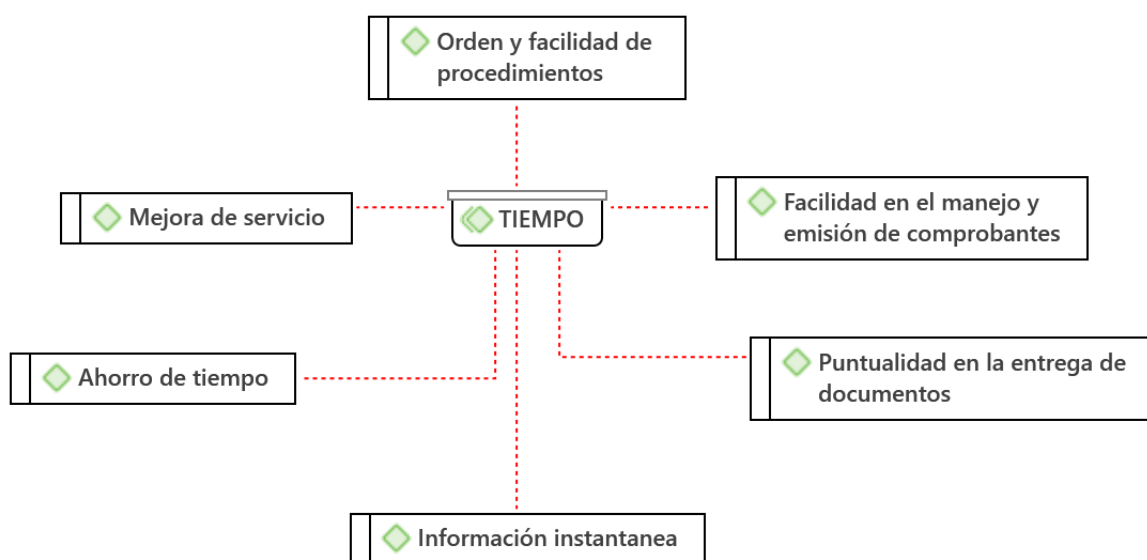 Orden y facilidad de
procedimientos
Mejora de servicio
TIEMPO
Facilidad en el manejo y
emisión de comprobantes
Ahorro de tiempo
Puntualidad en la entrega de
documentos
Información instantanea